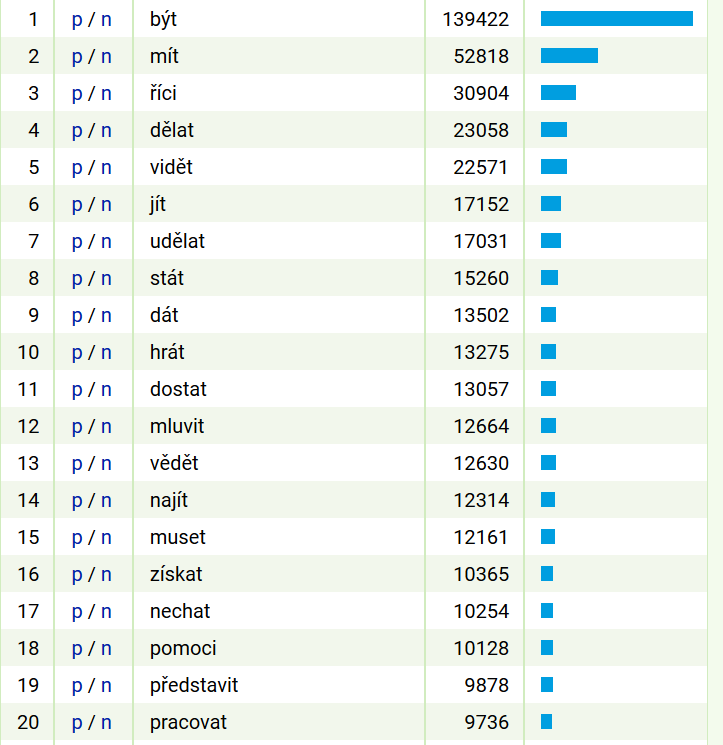 1 p / n být 139422
2 p / n mít 52818
3 p / n říci 30904
4 p / n dělat 23058
5 p / n vidět 22571
6 p / n jít 17152
7 p / n udělat 17031
8 p / n stát 15260
9 p / n dát 13502
10 p / n hrát 13275
11 p / n dostat 13057
12 p / n mluvit 12664
13 p / n vědět 12630
14 p / n najít 12314
15 p / n muset 12161
16 p / n získat 10365
17 p / n nechat 10254
18 p / n pomoci 10128
19 p / n představit 9878
20 p / n pracovat 9736